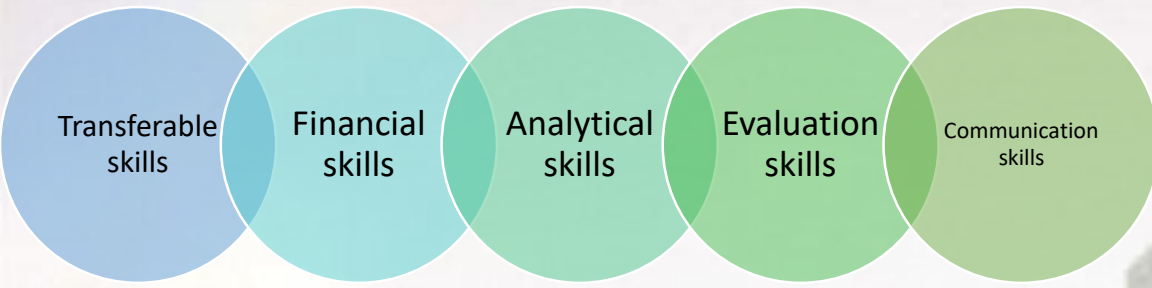 Transferable
skills
Financial
skills
Analytical
skills
Evaluation
skills
Communication
skills